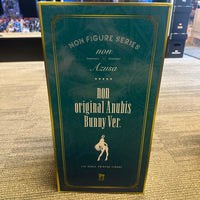 NON FIGURE SERIES
non
Azusa
non
original Anubis
Bunny Ver.